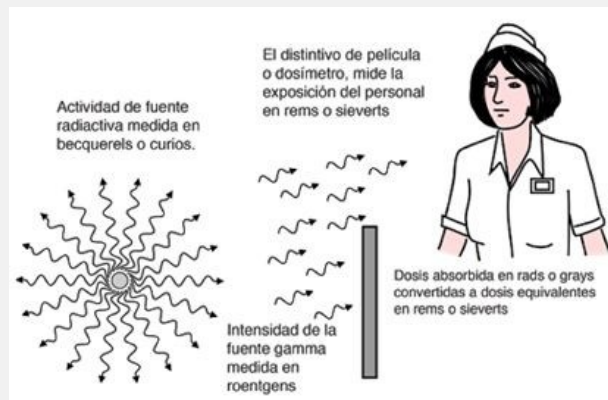 Actividad de fuente
radiactiva medida en
becquerels o curios.
El distintivo de película
o dosímetro, mide la
exposición del personal
en rems o sieverts
Intensidad de la
fuente gamma
medida en
roentgens
Dosis absorbida en rads o grays
convertidas a dosis equivalentes
en rems o sieverts